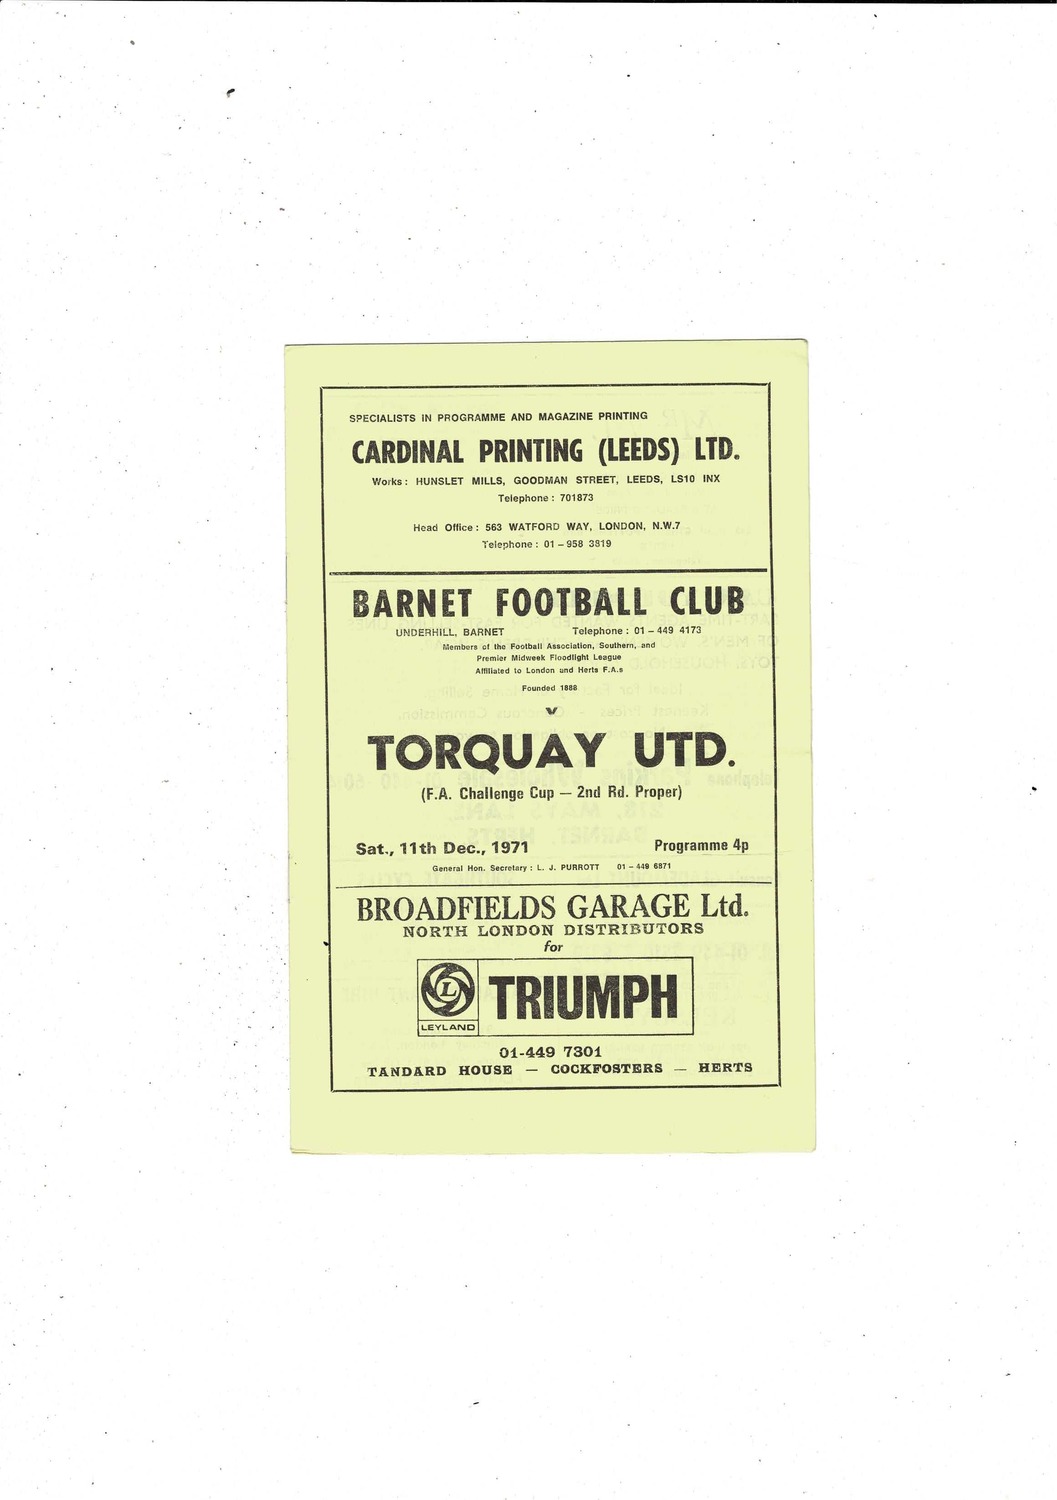 SPECIALISTS IN PROGRAMME AND MAGAZINE PRINTING
CARDINAL PRINTING (LEEDS) LTD.
Works: HUNSLET MILLS, GOODMAN STREET, LEEDS, LS10 INX
Telephone: 701873
Head Office: 563 WATFORD WAY, LONDON, N.W.7
Telephone: 01 – 958 3819
BARNET FOOTBALL CLUB
UNDERHILL, BARNET Telephone: 01 – 449 4173
Members of the Football Association, Southern, and
Premier Midweek Floodlight League
Affiliated to London and Herts F.A.s
Founded 1888
v
TORQUAY UTD.
(F.A. Challenge Cup — 2nd Rd. Proper)
Sat., 11th Dec., 1971 Programme 4p
General Hon. Secretary: L. J. PURROTT 01 – 449 6871
BROADFIELDS GARAGE Ltd.
NORTH LONDON DISTRIBUTORS
for
L
LEYLAND
TRIUMPH
01-449 7301
TANDARD HOUSE — COCKFOSTERS — HERTS